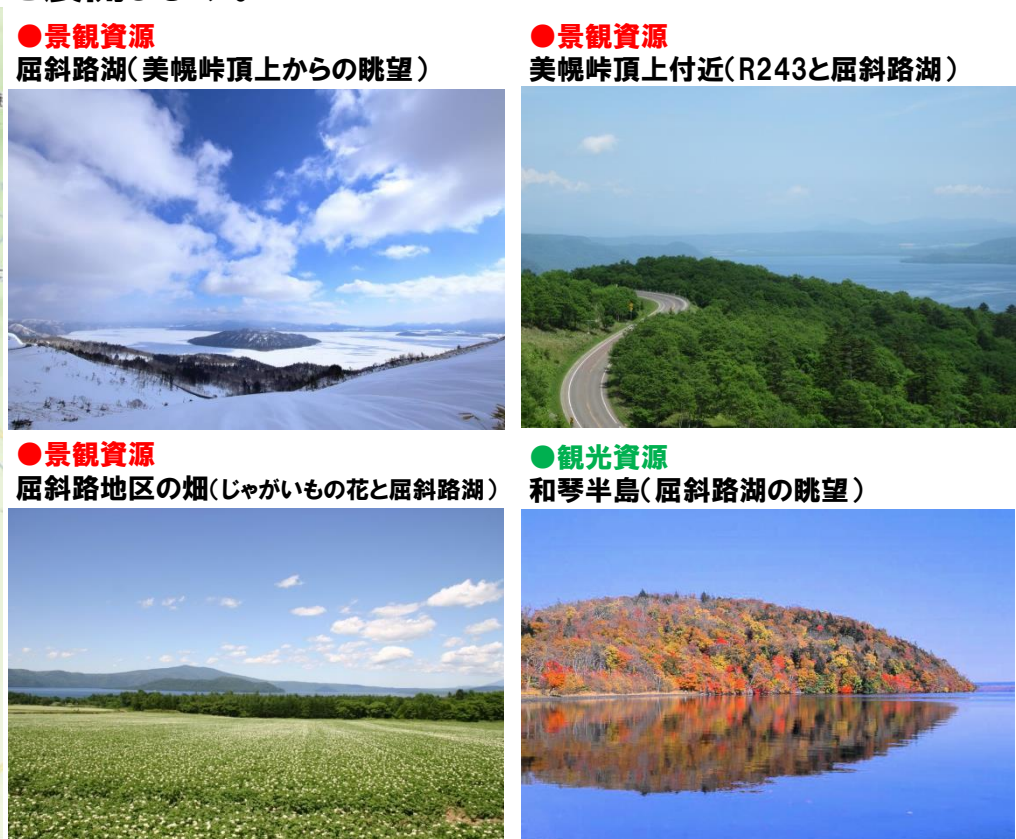 ●景観資源
屈斜路湖(美幌峠頂上からの眺望)
●景観資源
美幌峠頂上付近(R243と屈斜路湖)
●景観資源
屈斜路地区の畑(じゃがいもの花と屈斜路湖)
●観光資源
和琴半島(屈斜路湖の眺望)